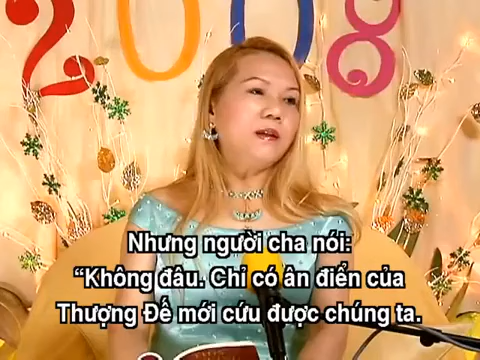 2008
Nhưng người cha nói:
“Không đâu. Chỉ có ân điển của
Thượng Đế mới cứu được chúng ta.